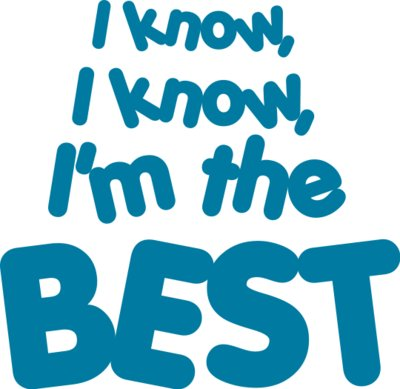 I know,
I know,
I'm the
BEST